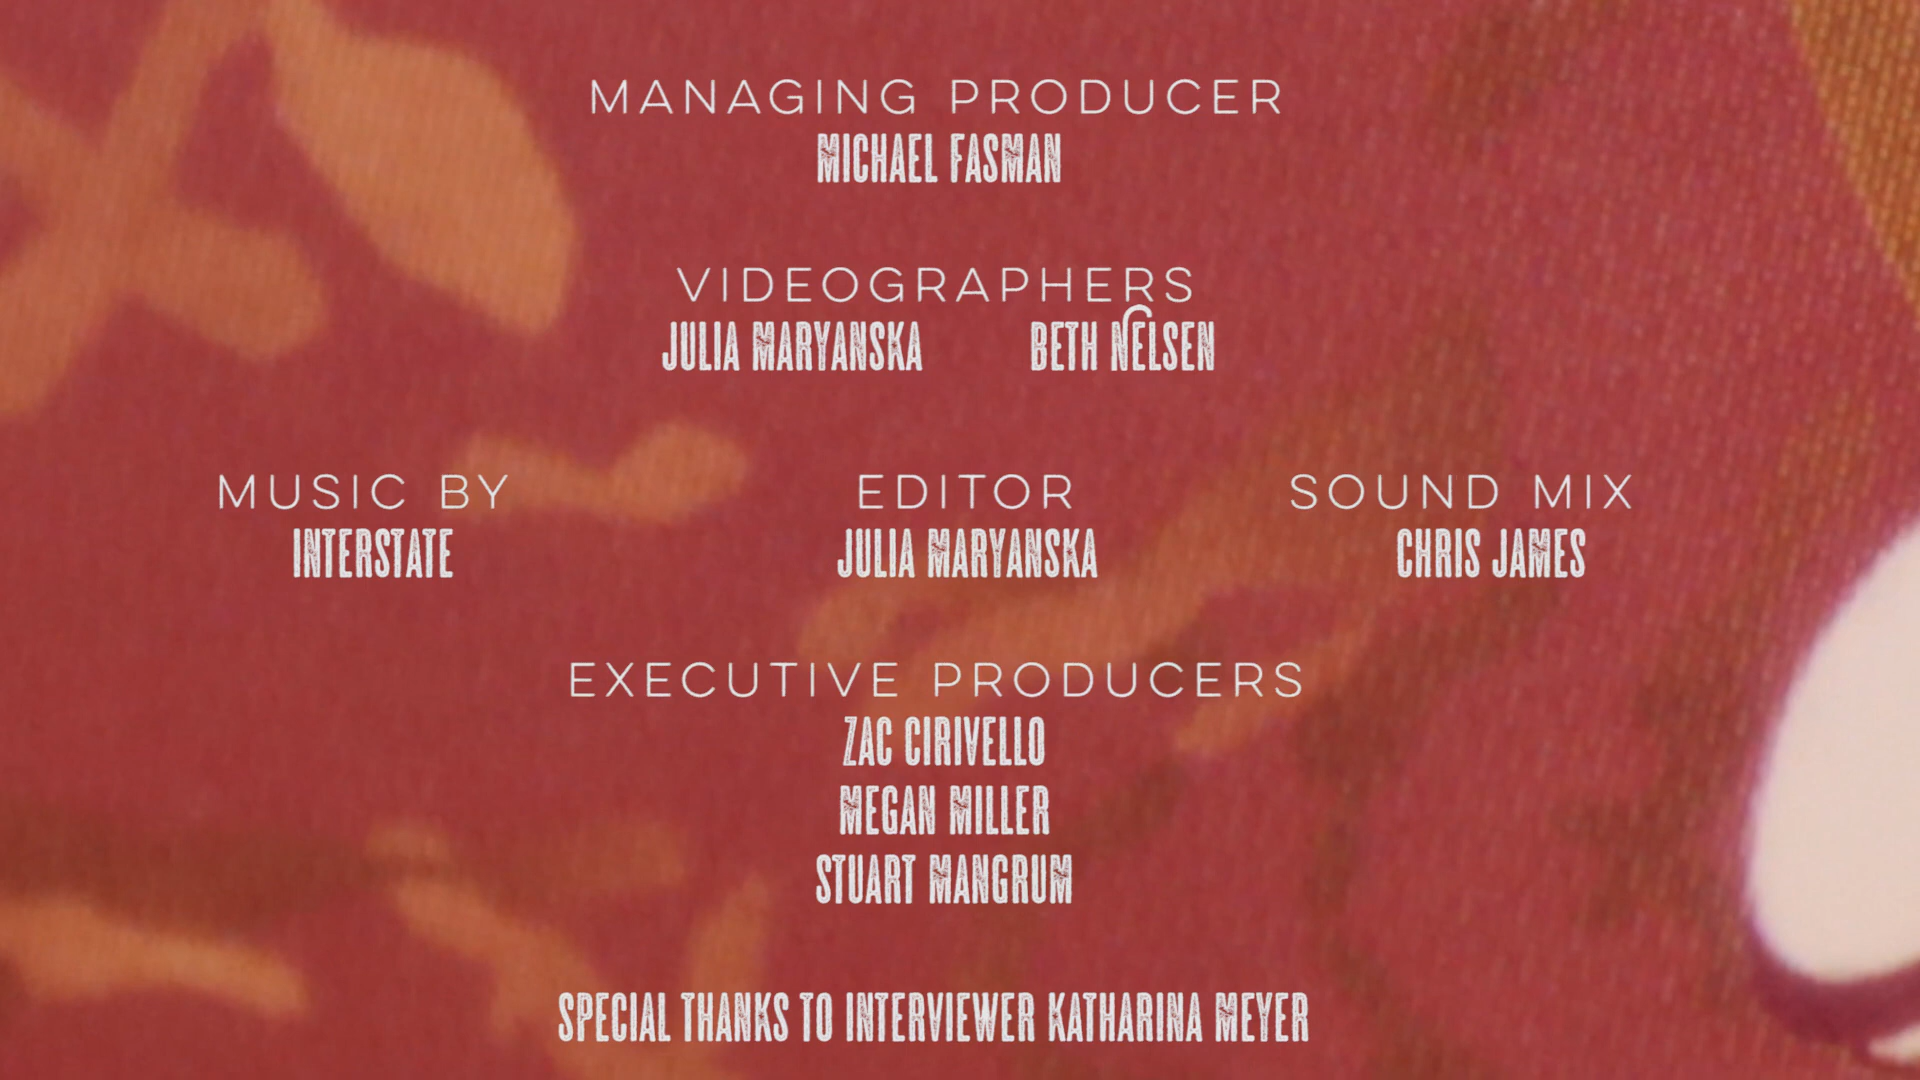 MANAGING PRODUCER
MICHAEL FASMAN
VIDEOGRAPHERS
JULIA MARYANSKA BETH NELSEN
MUSIC BY EDITOR SOUND MIX
INTERSTATE JULIA MARYANSKA CHRIS JAMES
EXECUTIVE PRODUCERS
ZAC CIRIVELLO
MEGAN MILLER
STUART MANGRUM
SPECIAL THANKS TO INTERVIEWER KATHARINA MEYER